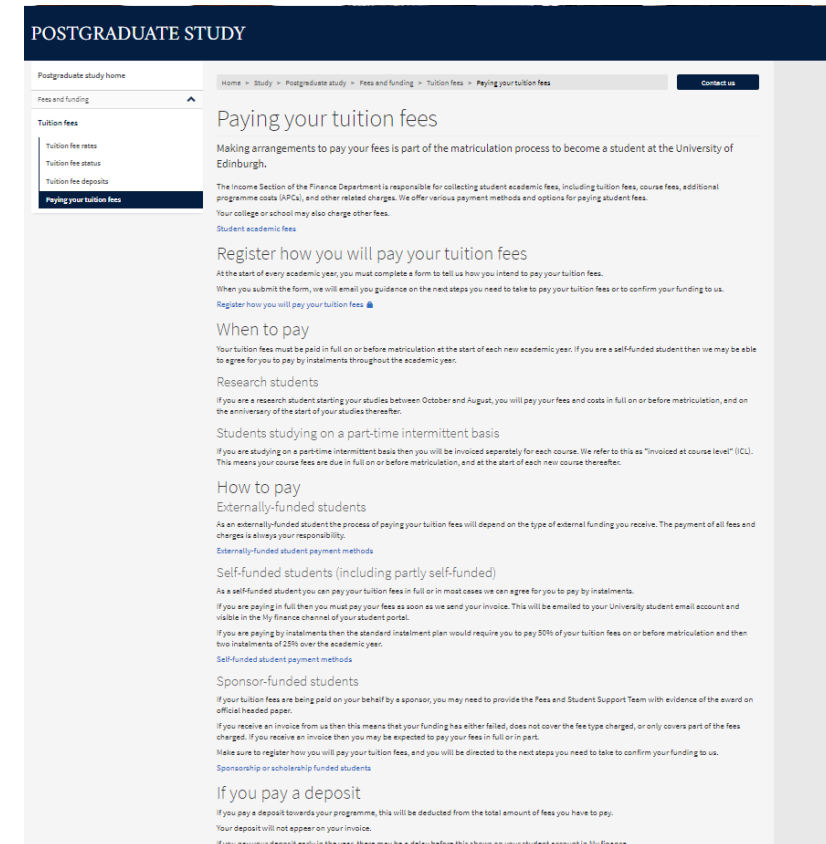 POSTGRADUATE STUDY
Postgraduate study home
Fees and funding
Tuition fees
Tuition fee rates
Tuition fee status
Tuition fee deposits
Paying your tuition fees
Home > Study > Postgraduate study > Fees and funding > Tuition fees > Paying your tuition fees
Contact us
Paying your tuition fees
Making arrangements to pay your fees is part of the matriculation process to become a student at the University of
Edinburgh.
The Income Section of the Finance Department is responsible for collecting student academic fees, including tuition fees, course fees, additional
programme costs (APCs), and other related charges. We offer various payment methods and options for paying student fees.
Your college or school may also charge other fees.
Student academic fees
Register how you will pay your tuition fees
At the start of every academic year, you must complete a form to tell us how you intend to pay your tuition fees.
When you submit the form, we will email you guidance on the next steps you need to take to pay your tuition fees or to confirm your funding to us.
Register how you will pay your tuition fees
When to pay
Your tuition fees must be paid in full on or before matriculation at the start of each new academic year. If you are a self-funded student then we may be able
to agree for you to pay by instalments throughout the academic year.
Research students
If you are a research student starting your studies between October and August, you will pay your fees and costs in full on or before matriculation, and on
the anniversary of the start of your studies thereafter.
Students studying on a part-time intermittent basis
If you are studying on a part-time intermittent basis then you will be invoiced separately for each course. We refer to this as "invoiced at course level" (ICL).
This means your course fees are due in full on or before matriculation, and at the start of each new course thereafter.
How to pay
Externally-funded students
As an externally-funded student the process of paying your tuition fees will depend on the type of external funding you receive. The payment of all fees and
charges is always your responsibility.
Externally-funded student payment methods
Self-funded students (including partly self-funded)
As a self-funded student you can pay your tuition fees in full or in most cases we can agree for you to pay by instalments.
If you are paying in full then you must pay your fees as soon as we send your invoice. This will be emailed to your University student email account and
visible in the My finance channel of your student portal.
If you are paying by instalments then the standard instalment plan would require you to pay 50% of your tuition fees on or before matriculation and then
two instalments of 25% over the academic year.
Self-funded student payment methods
Sponsor-funded students
If your tuition fees are being paid on your behalf by a sponsor, you may need to provide the Fees and Student Support Team with evidence of the award on
official headed paper.
If you receive an invoice from us then this means that your funding has either failed, does not cover the fee type charged, or only covers part of the fees
charged. If you receive an invoice then you may be expected to pay your fees in full or in part.
Make sure to register how you will pay your tuition fees, and you will be directed to the next steps you need to take to confirm your funding to us.
Sponsorship or scholarship funded students
If you pay a deposit
If you pay a deposit towards your programme, this will be deducted from the total amount of fees you have to pay.
Your deposit will not appear on your invoice.
If you pay your deposit early in the year, there may be a delay before this shows on your student account in My finance